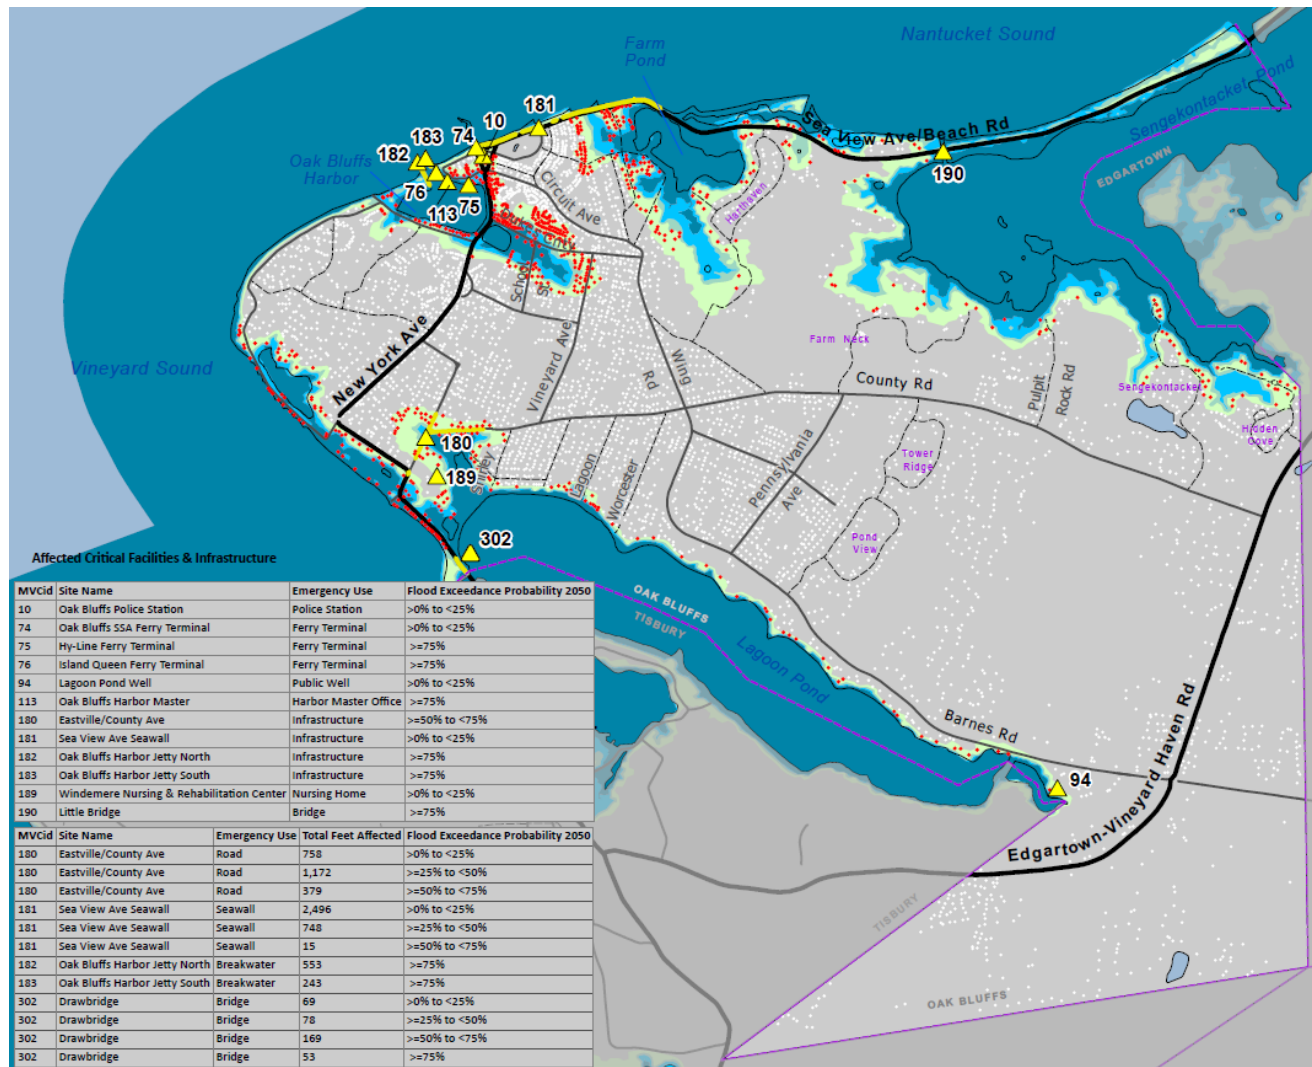 Nantucket Sound
Farm
Pond
Sengekontacket Pond
181
10
74
183
182
Sea View Ave/Beach Rd
Oak Bluffs
Harbor
EDGARTOWN
190
76
113
75
Circuit Ave
Harthaven
School
St
New York Ave
Vineyard Sound
Vineyard Ave
Wing
Rd
Farm Neck
County Rd
Pulpit
Rock Rd
Sengekontacket
Hidden
Cove
180
189
Shirley
Lagoon
Worcester
Pennsylvania
Ave
Tower
Ridge
Pond
View
302
OAK BLUFFS
TISBURY
Lagoon Pond
Barnes Rd
94
Edgartown-Vineyard Haven Rd
TISBURY
OAK BLUFFS
Affected Critical Facilities & Infrastructure
MVCid Site Name Emergency Use Flood Exceedance Probability 2050
10 Oak Bluffs Police Station Police Station >0% to <25%
74 Oak Bluffs SSA Ferry Terminal Ferry Terminal >0% to <25%
75 Hy-Line Ferry Terminal Ferry Terminal >=75%
76 Island Queen Ferry Terminal Ferry Terminal >=75%
94 Lagoon Pond Well Public Well >0% to <25%
113 Oak Bluffs Harbor Master Harbor Master Office >=75%
180 Eastville/County Ave Infrastructure >=50% to <75%
181 Sea View Ave Seawall Infrastructure >0% to <25%
182 Oak Bluffs Harbor Jetty North Infrastructure >=75%
183 Oak Bluffs Harbor Jetty South Infrastructure >=75%
189 Windemere Nursing & Rehabilitation Center Nursing Home >0% to <25%
190 Little Bridge Bridge >=75%
MVCid Site Name Emergency Use Total Feet Affected Flood Exceedance Probability 2050
180 Eastville/County Ave Road 758 >0% to <25%
180 Eastville/County Ave Road 1,172 >=25% to <50%
180 Eastville/County Ave Road 379 >=50% to <75%
181 Sea View Ave Seawall Seawall 2,496 >0% to <25%
181 Sea View Ave Seawall Seawall 748 >=25% to <50%
181 Sea View Ave Seawall Seawall 15 >=50% to <75%
182 Oak Bluffs Harbor Jetty North Breakwater 553 >=75%
183 Oak Bluffs Harbor Jetty South Breakwater 243 >=75%
302 Drawbridge Bridge 69 >0% to <25%
302 Drawbridge Bridge 78 >=25% to <50%
302 Drawbridge Bridge 169 >=50% to <75%
302 Drawbridge Bridge 53 >=75%